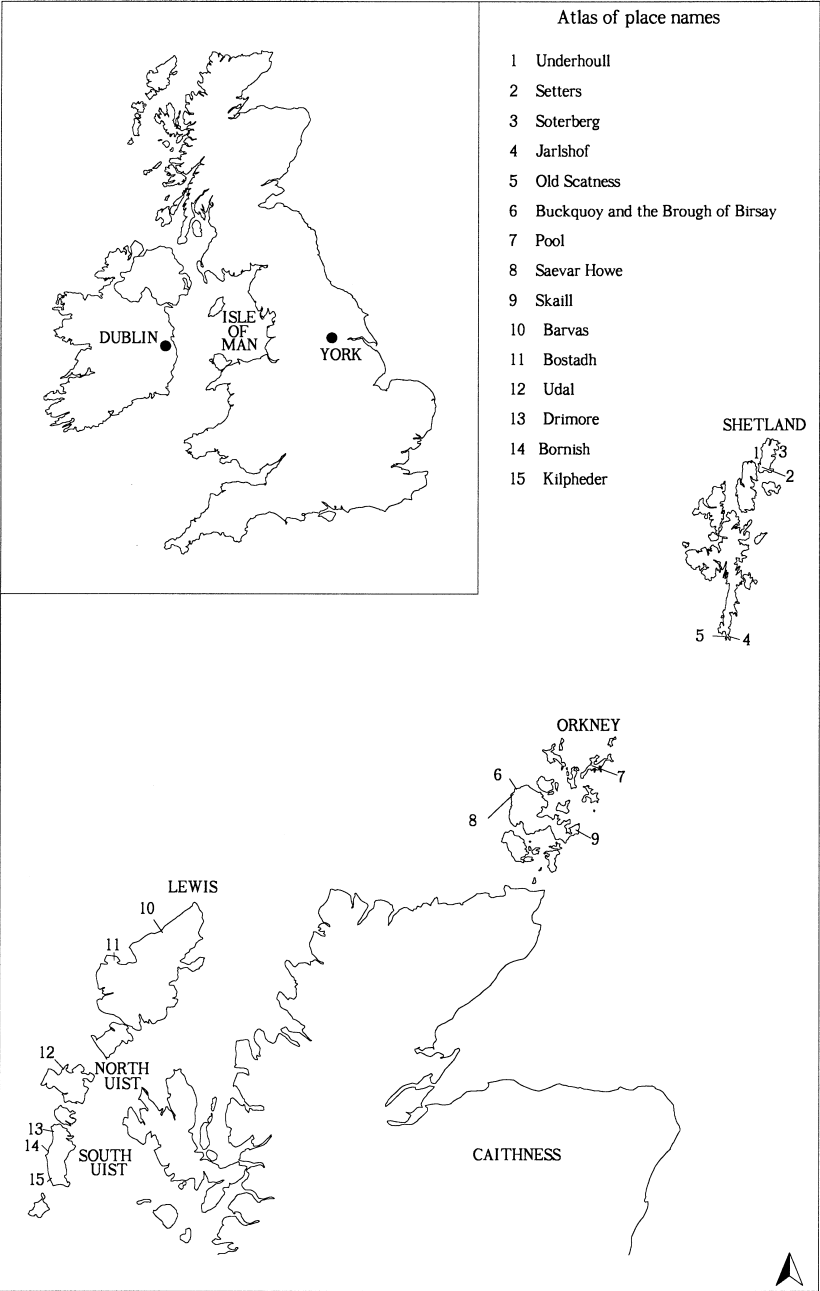 Atlas of place names
1 Underhoull
2 Setters
3 Soterberg
4 Jarlshof
5 Old Scatness
6 Buckquoy and the Brough of Birsay
7 Pool
8 Saevar Howe
9 Skaill
10 Barvas
11 Bostadh
12 Udal
13 Drimore
14 Bornish
15 Kilpheder
DUBLIN
ISLE
OF
MAN
YORK
SHETLAND
1
3
2
5
4
ORKNEY
6
7
8
9
LEWIS
10
11
12
NORTH
UIST
13
14
SOUTH
UIST
15
CAITHNESS